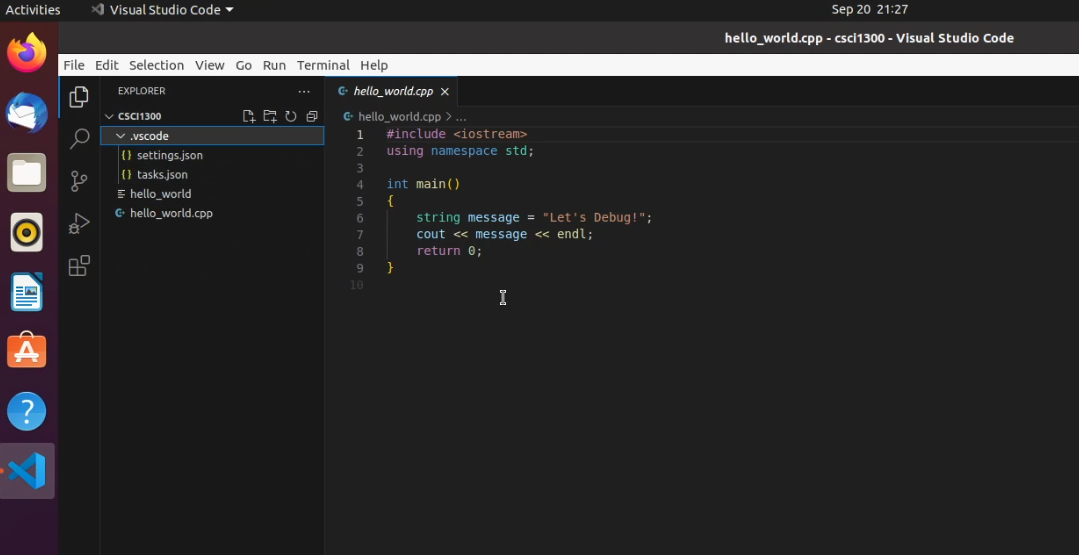 Activities Visual Studio Code Sep 20 21:27
hello_world.cpp - csci1300 - Visual Studio Code
File Edit Selection View Go Run Terminal Help
EXPLORER ... hello_world.cpp
CSCI1300 hello_world.cpp > ...
.vscode
{} settings.json
{} tasks.json
hello_world
hello_world.cpp
1 #include <iostream>
2 using namespace std;
3
4 int main()
5 {
6 string message = "Let's Debug!";
7 cout << message << endl;
8 return 0;
9 }
10